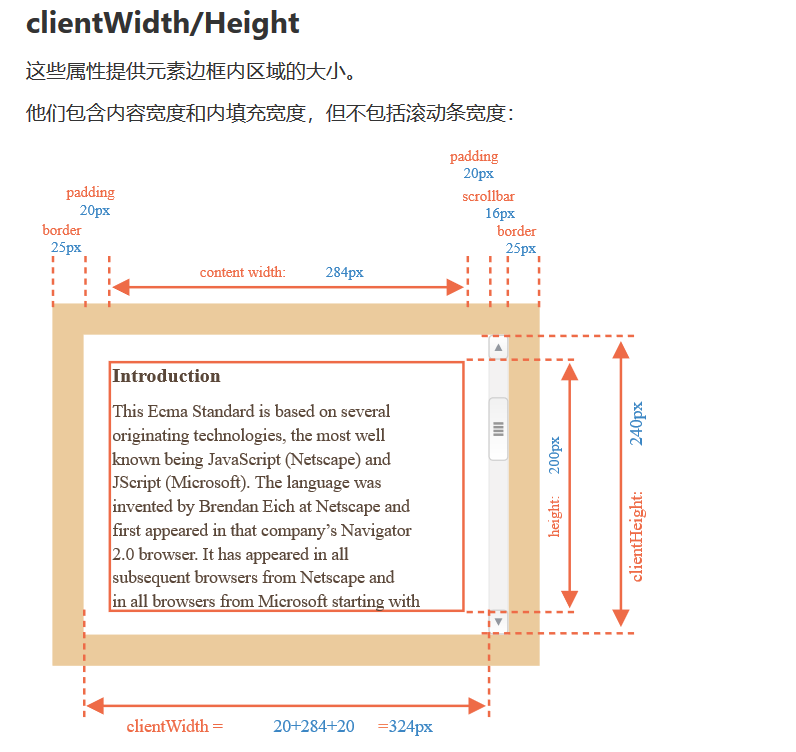 clientWidth/Height
这些属性提供元素边框内区域的大小。
他们包含内容宽度和内填充宽度，但不包括滚动条宽度：
padding
20px
scrollbar
16px
border
25px
padding
20px
border
25px
content width: 284px
Introduction
This Ecma Standard is based on several
originating technologies, the most well
known being JavaScript (Netscape) and
JScript (Microsoft). The language was
invented by Brendan Eich at Netscape and
first appeared in that company’s Navigator
2.0 browser. It has appeared in all
subsequent browsers from Netscape and
in all browsers from Microsoft starting with
height: 200px
clientHeight: 240px
clientWidth = 20+284+20 =324px